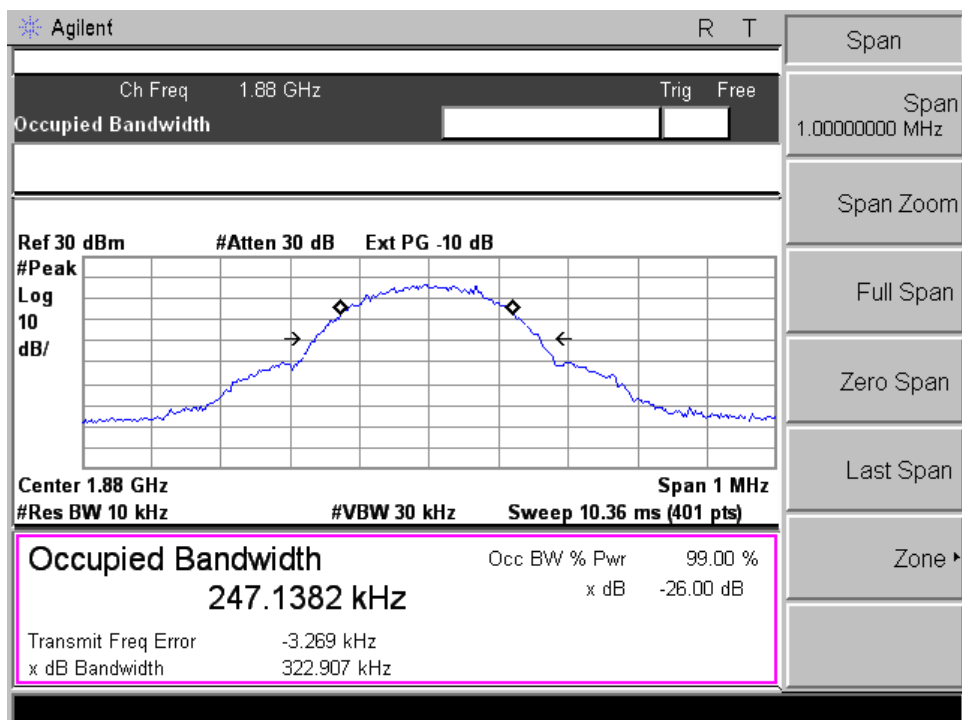 Agilent R T
Ch Freq 1.88 GHz Trig Free
Occupied Bandwidth
Ref 30 dBm #Atten 30 dB Ext PG -10 dB
#Peak
Log
10
dB/
Center 1.88 GHz Span 1 MHz
#Res BW 10 kHz #VBW 30 kHz Sweep 10.36 ms (401 pts)
Occupied Bandwidth Occ BW % Pwr 99.00 %
247.1382 kHz x dB -26.00 dB
Transmit Freq Error -3.269 kHz
x dB Bandwidth 322.907 kHz
Span
Span
1.00000000 MHz
Span Zoom
Full Span
Zero Span
Last Span
Zone